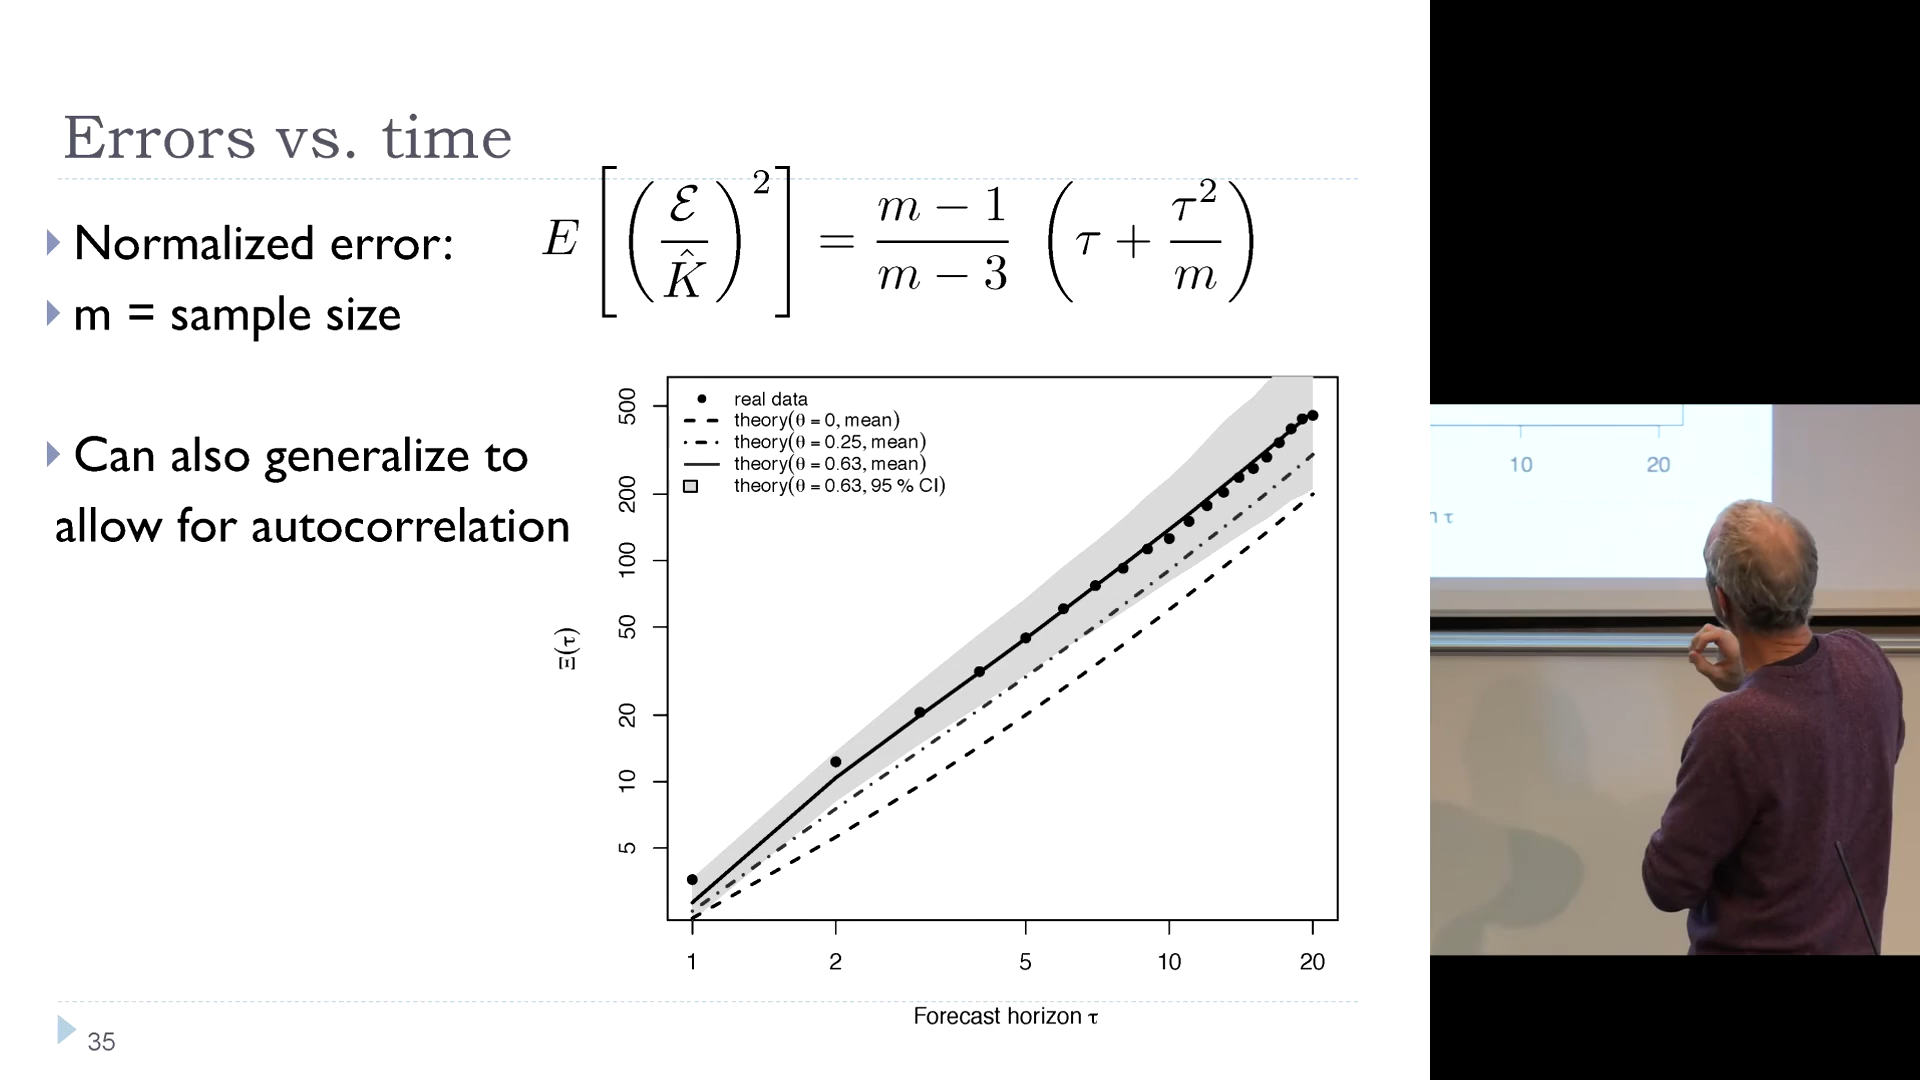 Errors vs. time
Normalized error:
E [ ( ℰ / K̂ )² ] = (m − 1)/(m − 3) ( τ + τ²/m )
m = sample size
Can also generalize to
allow for autocorrelation
real data
theory(θ = 0, mean)
theory(θ = 0.25, mean)
theory(θ = 0.63, mean)
theory(θ = 0.63, 95 % CI)
500
200
100
50
20
10
5
Ξ(τ)
1 2 5 10 20
Forecast horizon τ
35
10 20
n τ